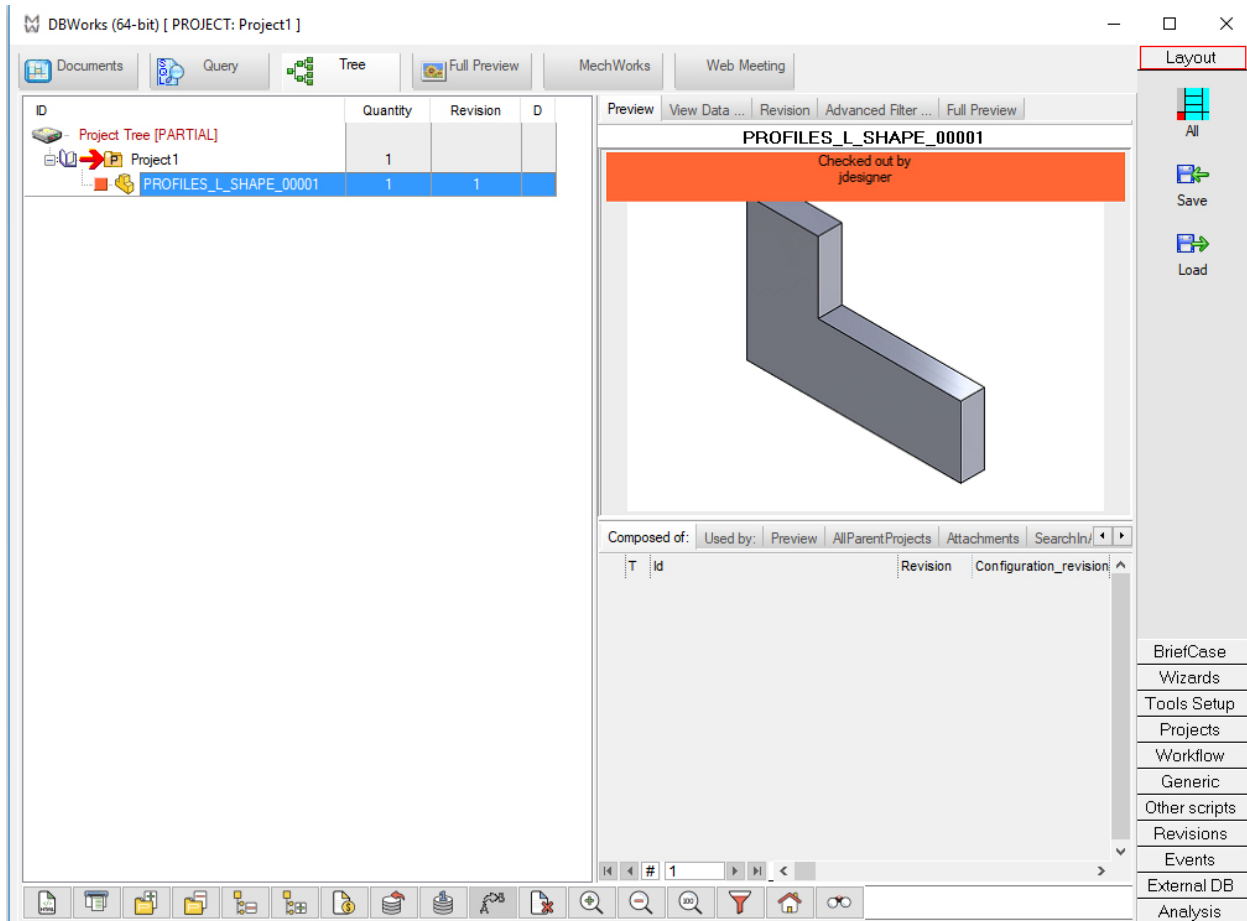 DBWorks (64-bit) [ PROJECT: Project1 ]
Documents
Query
Tree
Full Preview
MechWorks
Web Meeting
ID Quantity Revision D
Project Tree [PARTIAL]
Project1 1
PROFILES_L_SHAPE_00001 1 1
Preview View Data ... Revision Advanced Filter ... Full Preview
PROFILES_L_SHAPE_00001
Checked out by
jdesigner
Composed of: Used by: Preview AllParentProjects Attachments SearchIn/
T Id Revision Configuration_revision
# 1
Layout
All
Save
Load
BriefCase
Wizards
Tools Setup
Projects
Workflow
Generic
Other scripts
Revisions
Events
External DB
Analysis